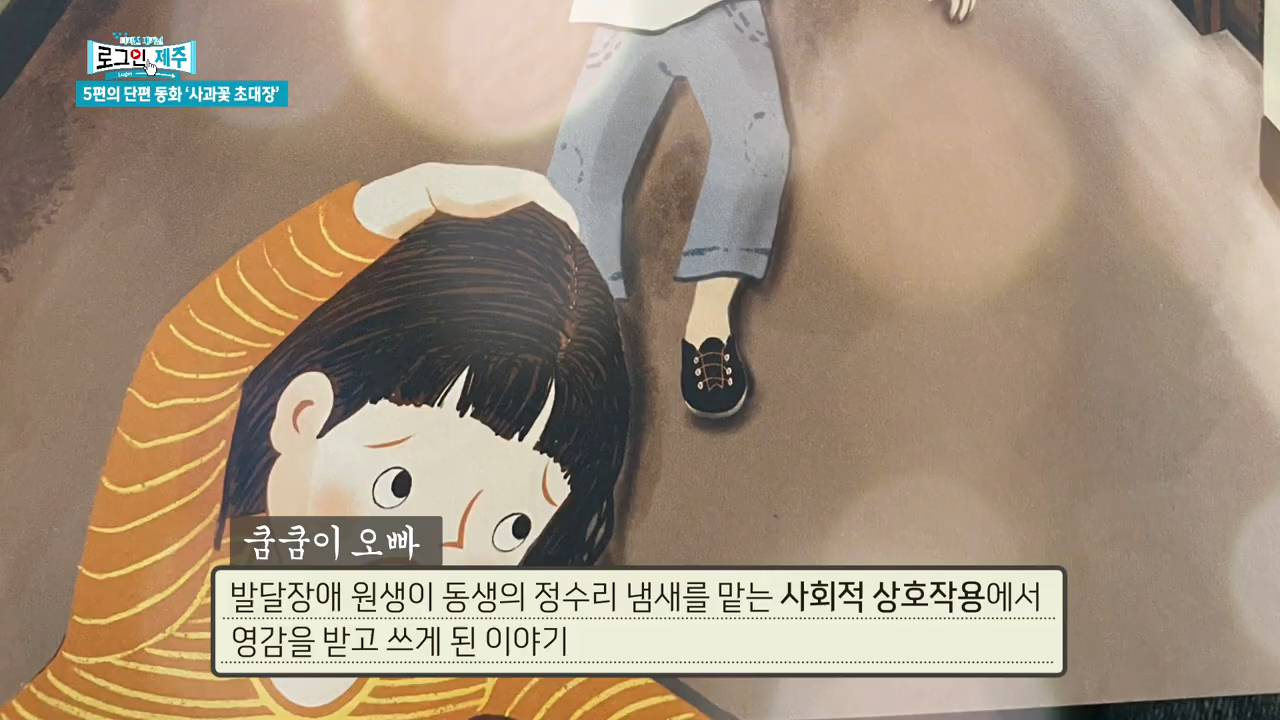 로그인 제주
5편의 단편 동화 ‘사과꽃 초대장’
쿰쿰이 오빠
발달장애 원생이 동생의 정수리 냄새를 맡는 사회적 상호작용에서
영감을 받고 쓰게 된 이야기